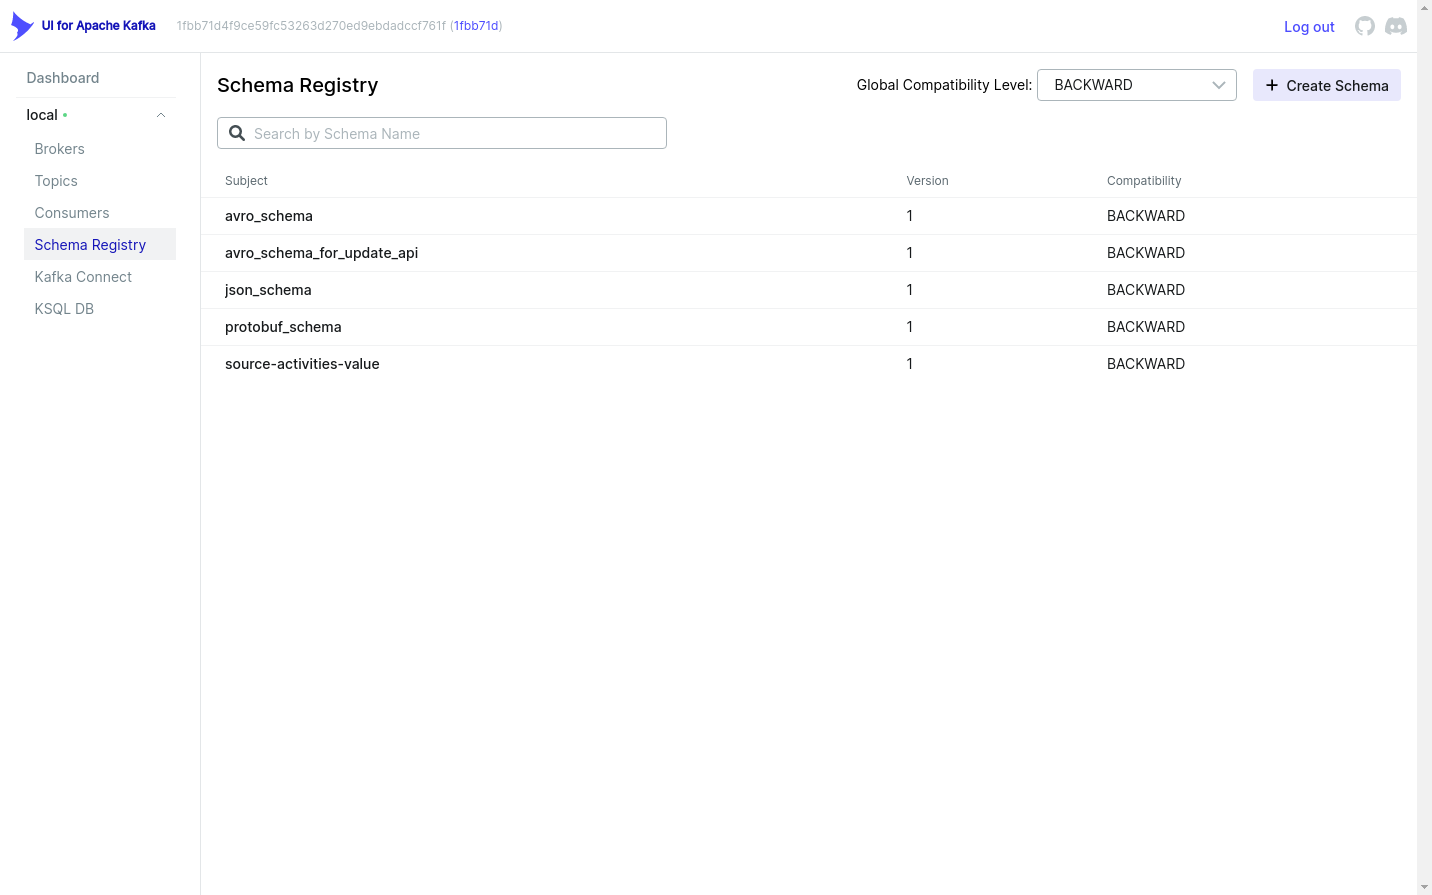 UI for Apache Kafka 1fbb71d4f9ce59fc53263d270ed9ebdadccf761f (1fbb71d) Log out
Dashboard
local
Brokers
Topics
Consumers
Schema Registry
Kafka Connect
KSQL DB
Schema Registry Global Compatibility Level: BACKWARD Create Schema
Search by Schema Name
Subject Version Compatibility
avro_schema 1 BACKWARD
avro_schema_for_update_api 1 BACKWARD
json_schema 1 BACKWARD
protobuf_schema 1 BACKWARD
source-activities-value 1 BACKWARD